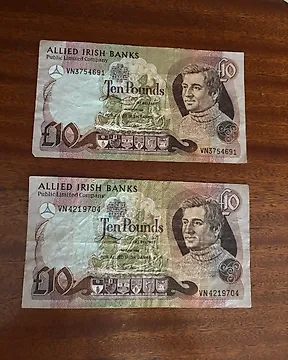 ALLIED IRISH BANKS
Public Limited Company
£10
VN3754691
Ten Pounds
£10
VN3754691
ALLIED IRISH BANKS
Public Limited Company
£10
VN4219704
Ten Pounds
£10
VN4219704